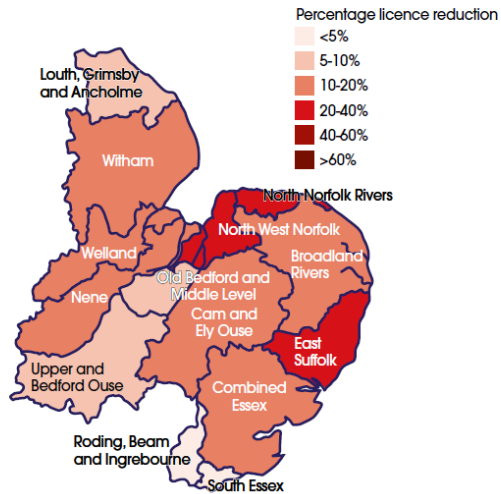 Percentage licence reduction
<5%
5-10%
10-20%
20-40%
40-60%
>60%
Louth, Grimsby
and Ancholme
Witham
North Norfolk Rivers
North West Norfolk
Welland
Broadland
Rivers
Old Bedford and
Middle Level
Nene
Cam and
Ely Ouse
East
Suffolk
Upper and
Bedford Ouse
Combined
Essex
Roding, Beam
and Ingrebourne
South Essex